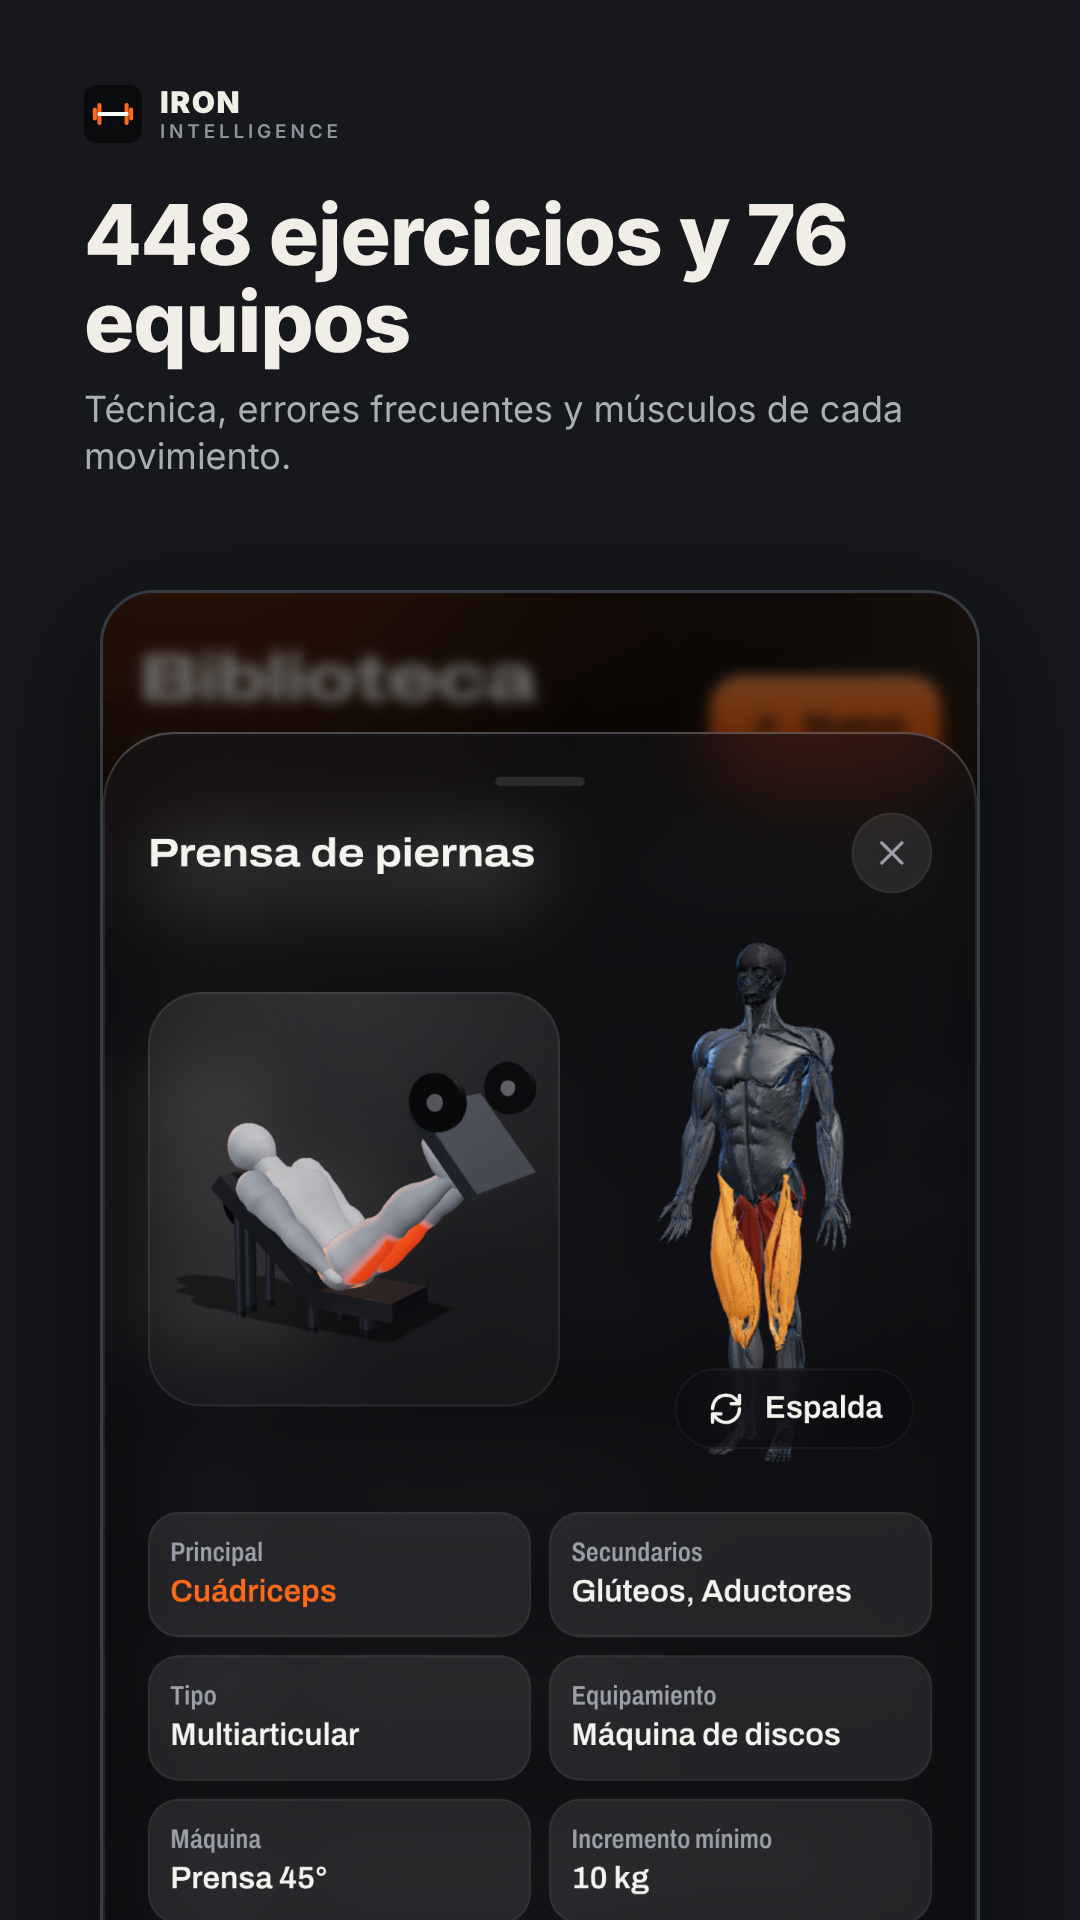 IRON
INTELLIGENCE
448 ejercicios y 76
equipos
Técnica, errores frecuentes y músculos de cada
movimiento.
Biblioteca
Prensa de piernas
Espalda
Principal
Cuádriceps
Secundarios
Glúteos, Aductores
Tipo
Multiarticular
Equipamiento
Máquina de discos
Máquina
Prensa 45°
Incremento mínimo
10 kg